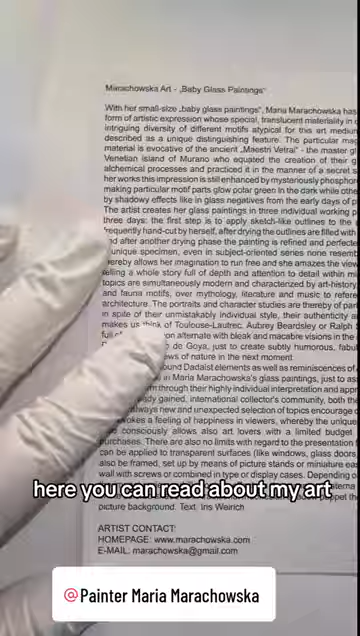 Marachowska Art - „Baby Glass Paintings“
With her small-size „baby glass paintings“, Maria Marachowska has
form of artistic expression whose special, translucent materiality in
intriguing diversity of different motifs atypical for this art medium
described as a unique distinguishing feature. The particular
material is evocative of the ancient „Maestri Vetrai“ - the master
Venetian island of Murano who equated the creation of their
alchemical processes and practiced it in the manner of a secret
her works this impression is still enhanced by mysteriously
making particular motif parts glow polar green in the dark while
by shadowy effects like in glass negatives from the early days of
The artist creates her glass paintings in three individual working
three days: the first step is to apply sketch-like outlines to the
frequently hand-cut by herself, after drying the outlines are filled with
and after another drying phase the painting is refined and
unique specimen, even in subject-oriented series none
hereby allows her imagination to run free and she amazes the
telling a whole story full of depth and attention to detail within
topics are simultaneously modern and characterized by
and fauna motifs, over mythology, literature and music to
architecture. The portraits and character studies are thereby of
in spite of their unmistakably individual style, their authenticity
makes us think of Toulouse-Lautrec, Aubrey Beardsley or Ralph
on alternate with bleak and macabre visions in the
de Goya, just to create subtly humorous,
ws of nature in the next moment
ound Dadaist elements as well as reminiscences of
in Maria Marachowska's glass paintings, just to
through their highly individual interpretation and
gained, international collector's community, both the
always new and unexpected selection of topics encourage
okes a feeling of happiness in viewers, whereby the unique
consciously allows also art lovers with a limited budget
purchases. There are also no limits with regard to the presentation
can be applied to transparent surfaces (like windows, glass doors
also be framed, set up by means of picture stands or miniature
wall with screws or combined in type or display cases. Depending
here you can read about my art
picture background. Text: Iris Weirich
ARTIST CONTACT:
HOMEPAGE: www.marachowska.com
E-MAIL: marachowska@gmail.com
@Painter Maria Marachowska